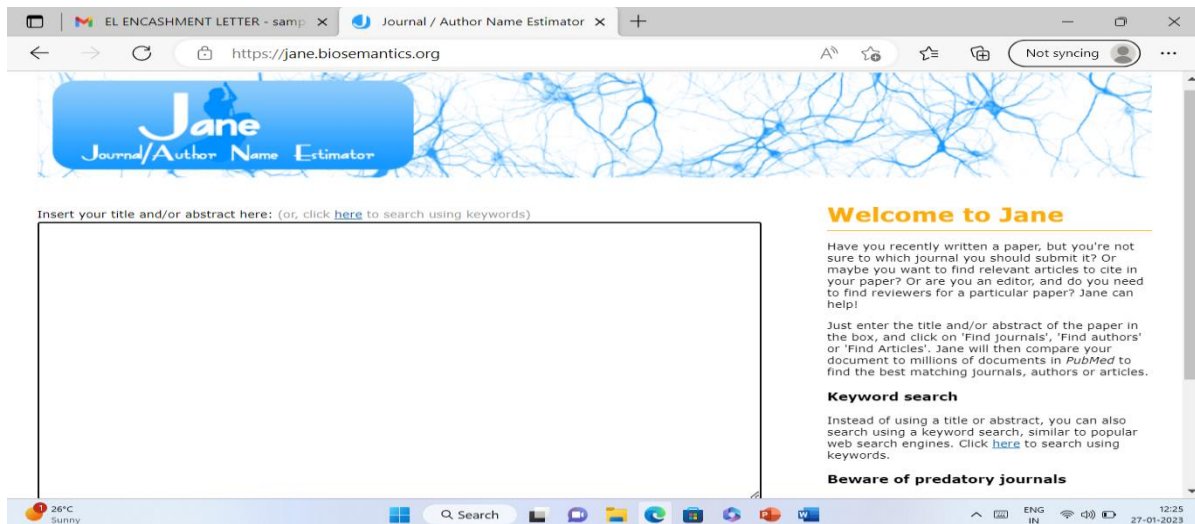 EL ENCASHMENT LETTER - samp
Journal / Author Name Estimator
https://jane.biosemantics.org
Not syncing
Jane
Journal/Author Name Estimator
Insert your title and/or abstract here: (or, click here to search using keywords)
Welcome to Jane
Have you recently written a paper, but you're not
sure to which journal you should submit it? Or
maybe you want to find relevant articles to cite in
your paper? Or are you an editor, and do you need
to find reviewers for a particular paper? Jane can
help!
Just enter the title and/or abstract of the paper in
the box, and click on 'Find journals', 'Find authors'
or 'Find Articles'. Jane will then compare your
document to millions of documents in PubMed to
find the best matching journals, authors or articles.
Keyword search
Instead of using a title or abstract, you can also
search using a keyword search, similar to popular
web search engines. Click here to search using
keywords.
Beware of predatory journals
1
26°C
Sunny
Search
ENG
IN
12:25
27-01-2023